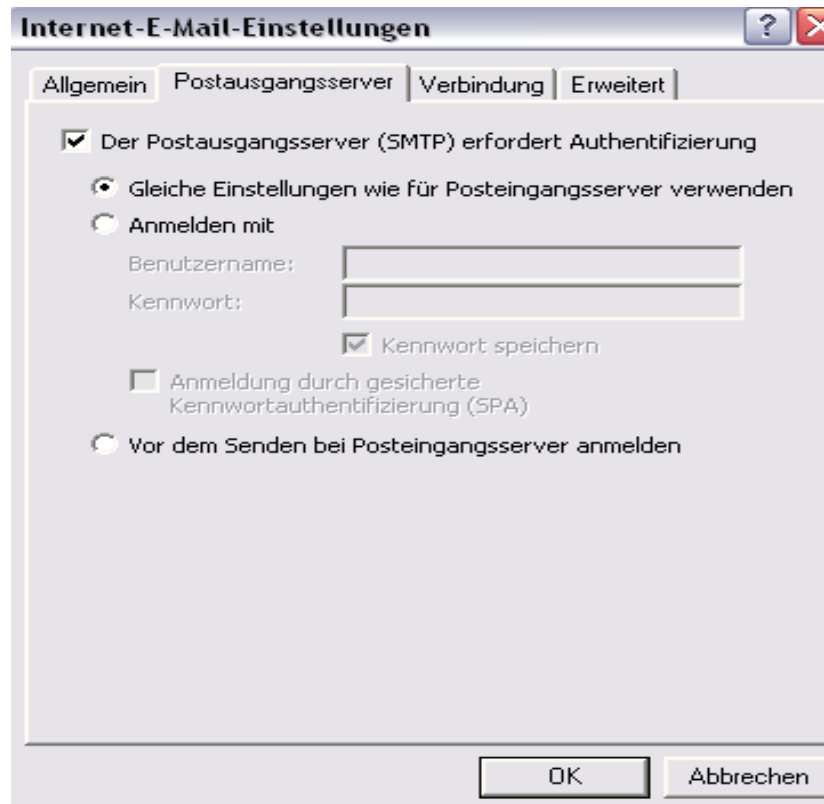 Internet-E-Mail-Einstellungen
Allgemein Postausgangsserver Verbindung Erweitert
Der Postausgangsserver (SMTP) erfordert Authentifizierung
Gleiche Einstellungen wie für Posteingangsserver verwenden
Anmelden mit
Benutzername:
Kennwort:
Kennwort speichern
Anmeldung durch gesicherte
Kennwortauthentifizierung (SPA)
Vor dem Senden bei Posteingangsserver anmelden
OK Abbrechen